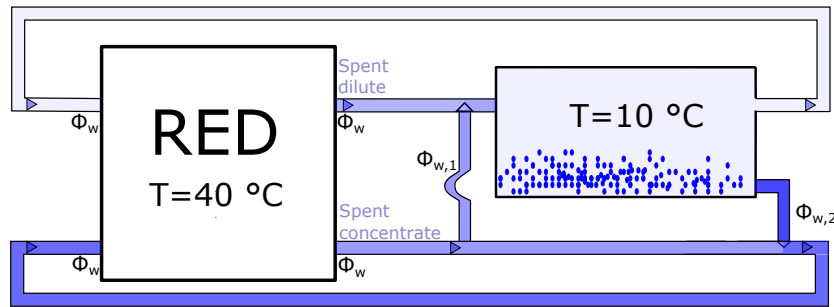 Spent
dilute
Φw
Φw
RED
T=40 °C
T=10 °C
Φw,1
Spent
concentrate
Φw,2
Φw
Φw